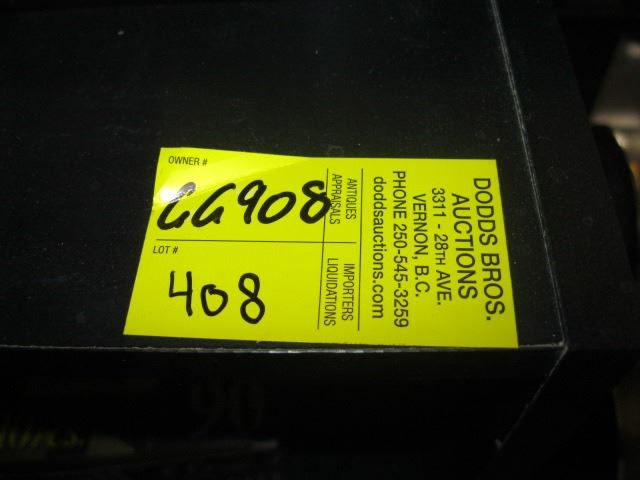 OWNER #
GG908
LOT #
408
ANTIQUES
APPRAISALS
IMPORTERS
LIQUIDATIONS
DODDS BROS.
AUCTIONS
3311 - 28TH AVE.
VERNON, B.C.
PHONE 250-545-3259
doddsauctions.com
90